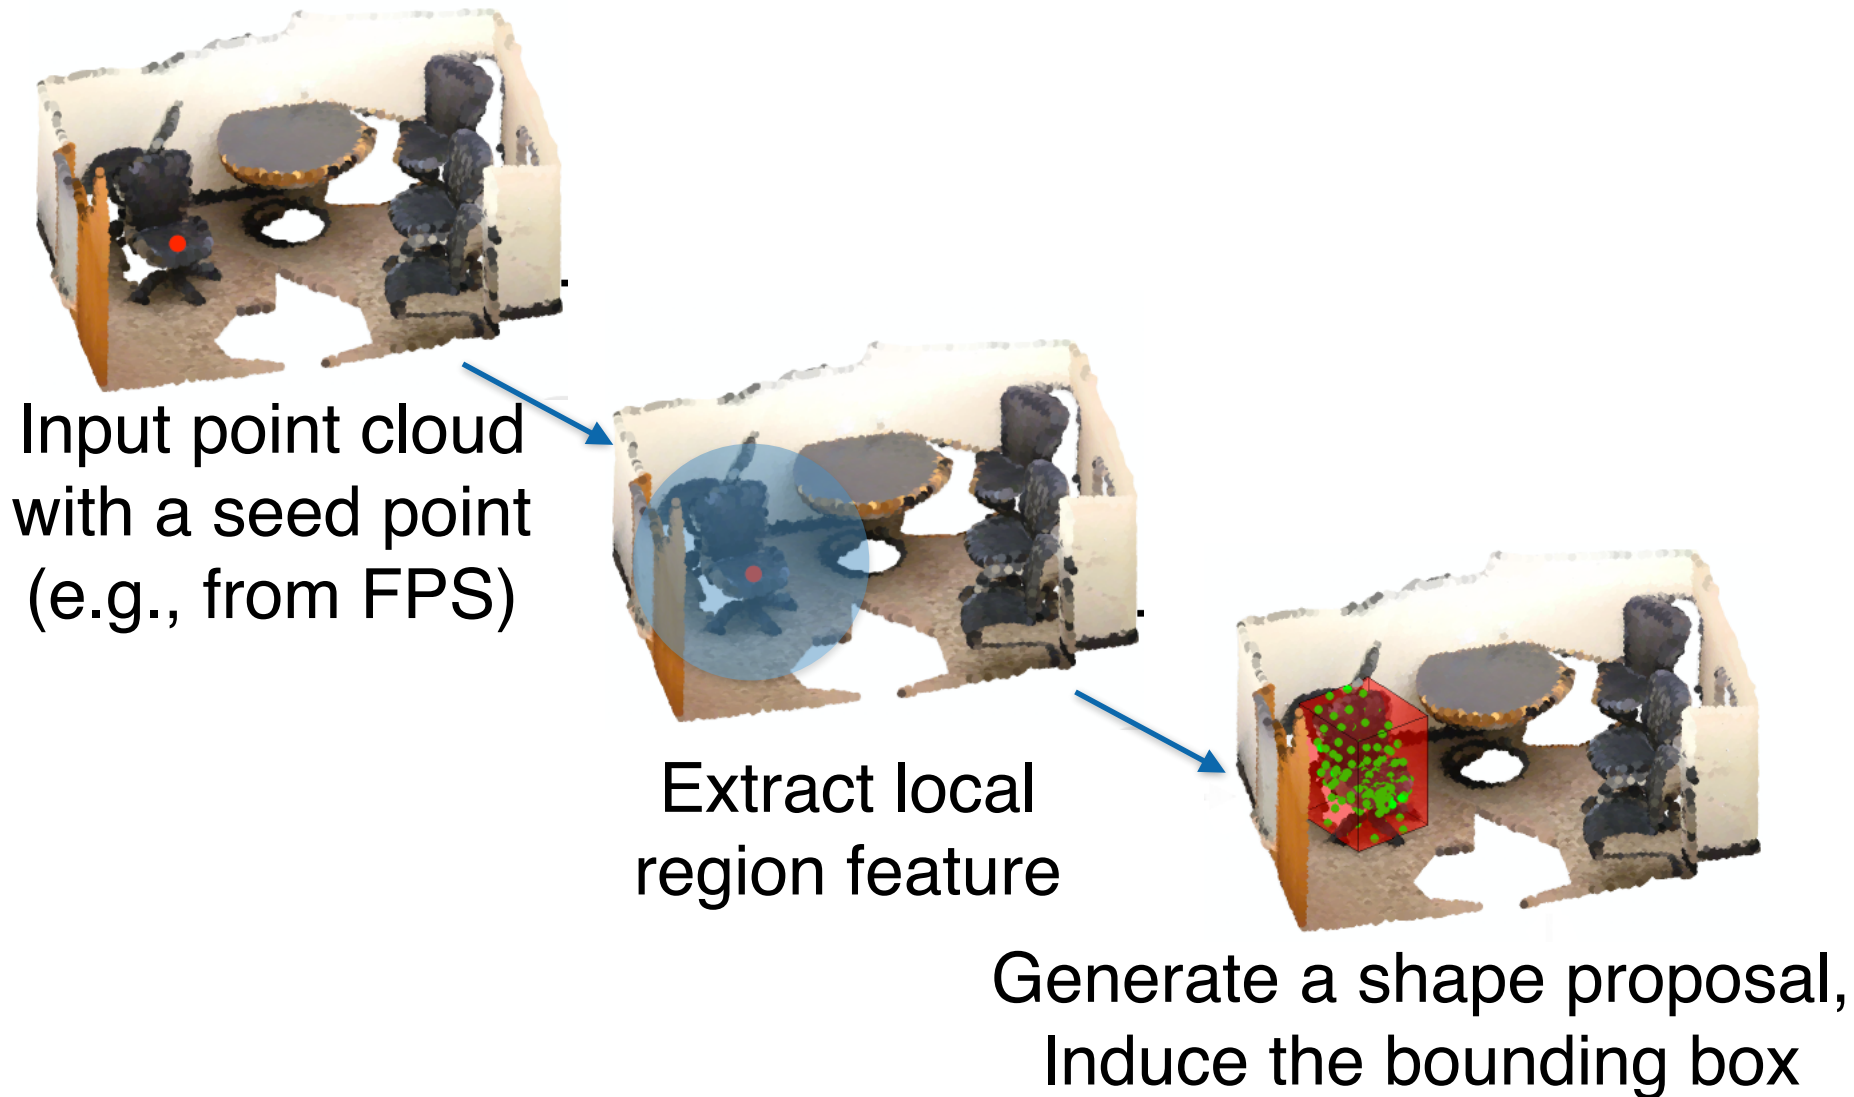 Input point cloud
with a seed point
(e.g., from FPS)
Extract local
region feature
Generate a shape proposal,
Induce the bounding box